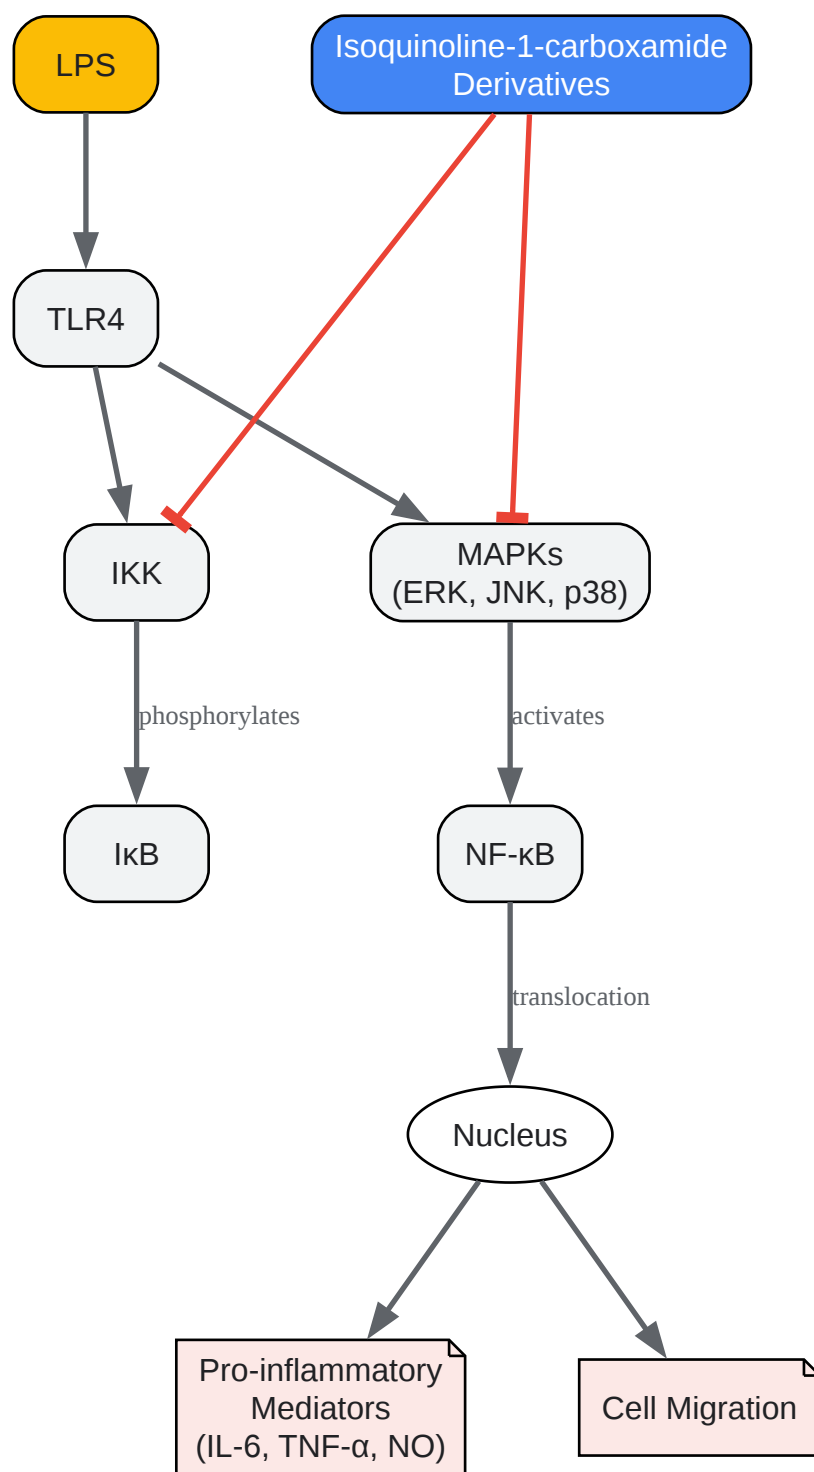 LPS
Isoquinoline-1-carboxamide
Derivatives
TLR4
IKK
MAPKs
(ERK, JNK, p38)
phosphorylates
activates
IκB
NF-κB
translocation
Nucleus
Pro-inflammatory
Mediators
(IL-6, TNF-α, NO)
Cell Migration